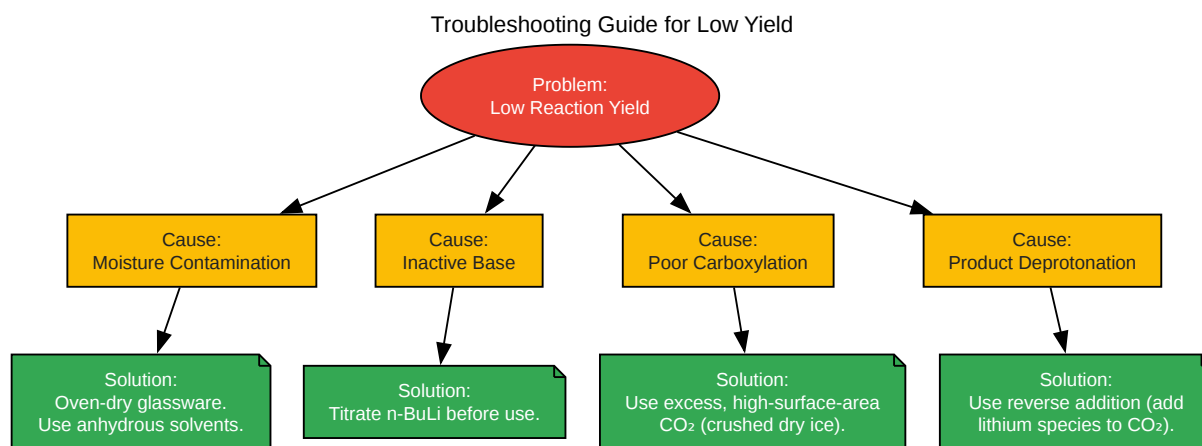 Troubleshooting Guide for Low Yield
Problem:
Low Reaction Yield
Cause:
Moisture Contamination
Cause:
Inactive Base
Cause:
Poor Carboxylation
Cause:
Product Deprotonation
Solution:
Oven-dry glassware.
Use anhydrous solvents.
Solution:
Titrate n-BuLi before use.
Solution:
Use excess, high-surface-area
CO₂ (crushed dry ice).
Solution:
Use reverse addition (add
lithium species to CO₂).